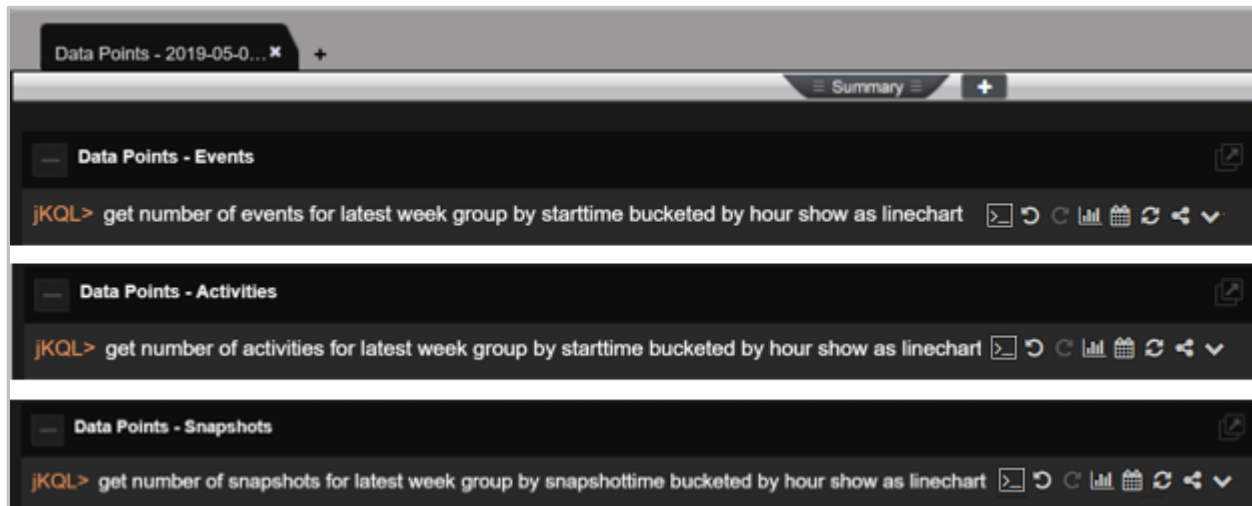 Data Points - 2019-05-0...
Summary
Data Points - Events
jKQL> get number of events for latest week group by starttime bucketed by hour show as linechart
Data Points - Activities
jKQL> get number of activities for latest week group by starttime bucketed by hour show as linechart
Data Points - Snapshots
jKQL> get number of snapshots for latest week group by snapshottime bucketed by hour show as linechart